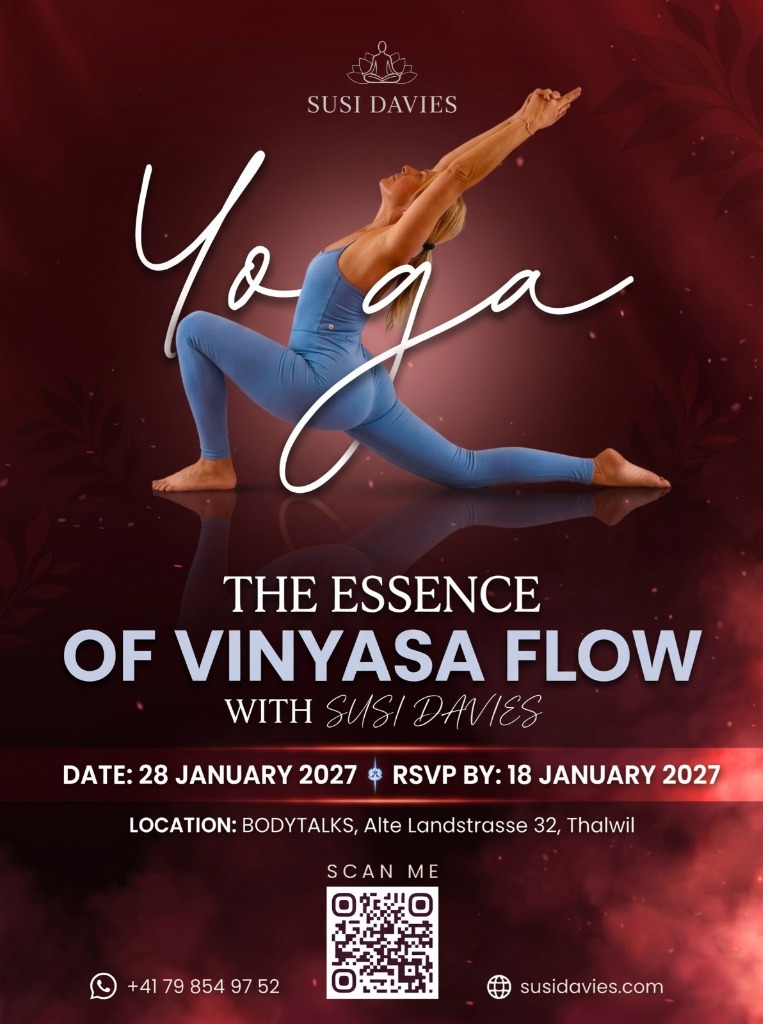 SUSI DAVIES
Yoga
THE ESSENCE
OF VINYASA FLOW
WITH SUSI DAVIES
DATE: 28 JANUARY 2027 RSVP BY: 18 JANUARY 2027
LOCATION: BODYTALKS, Alte Landstrasse 32, Thalwil
SCAN ME
+41 79 854 97 52 susidavies.com